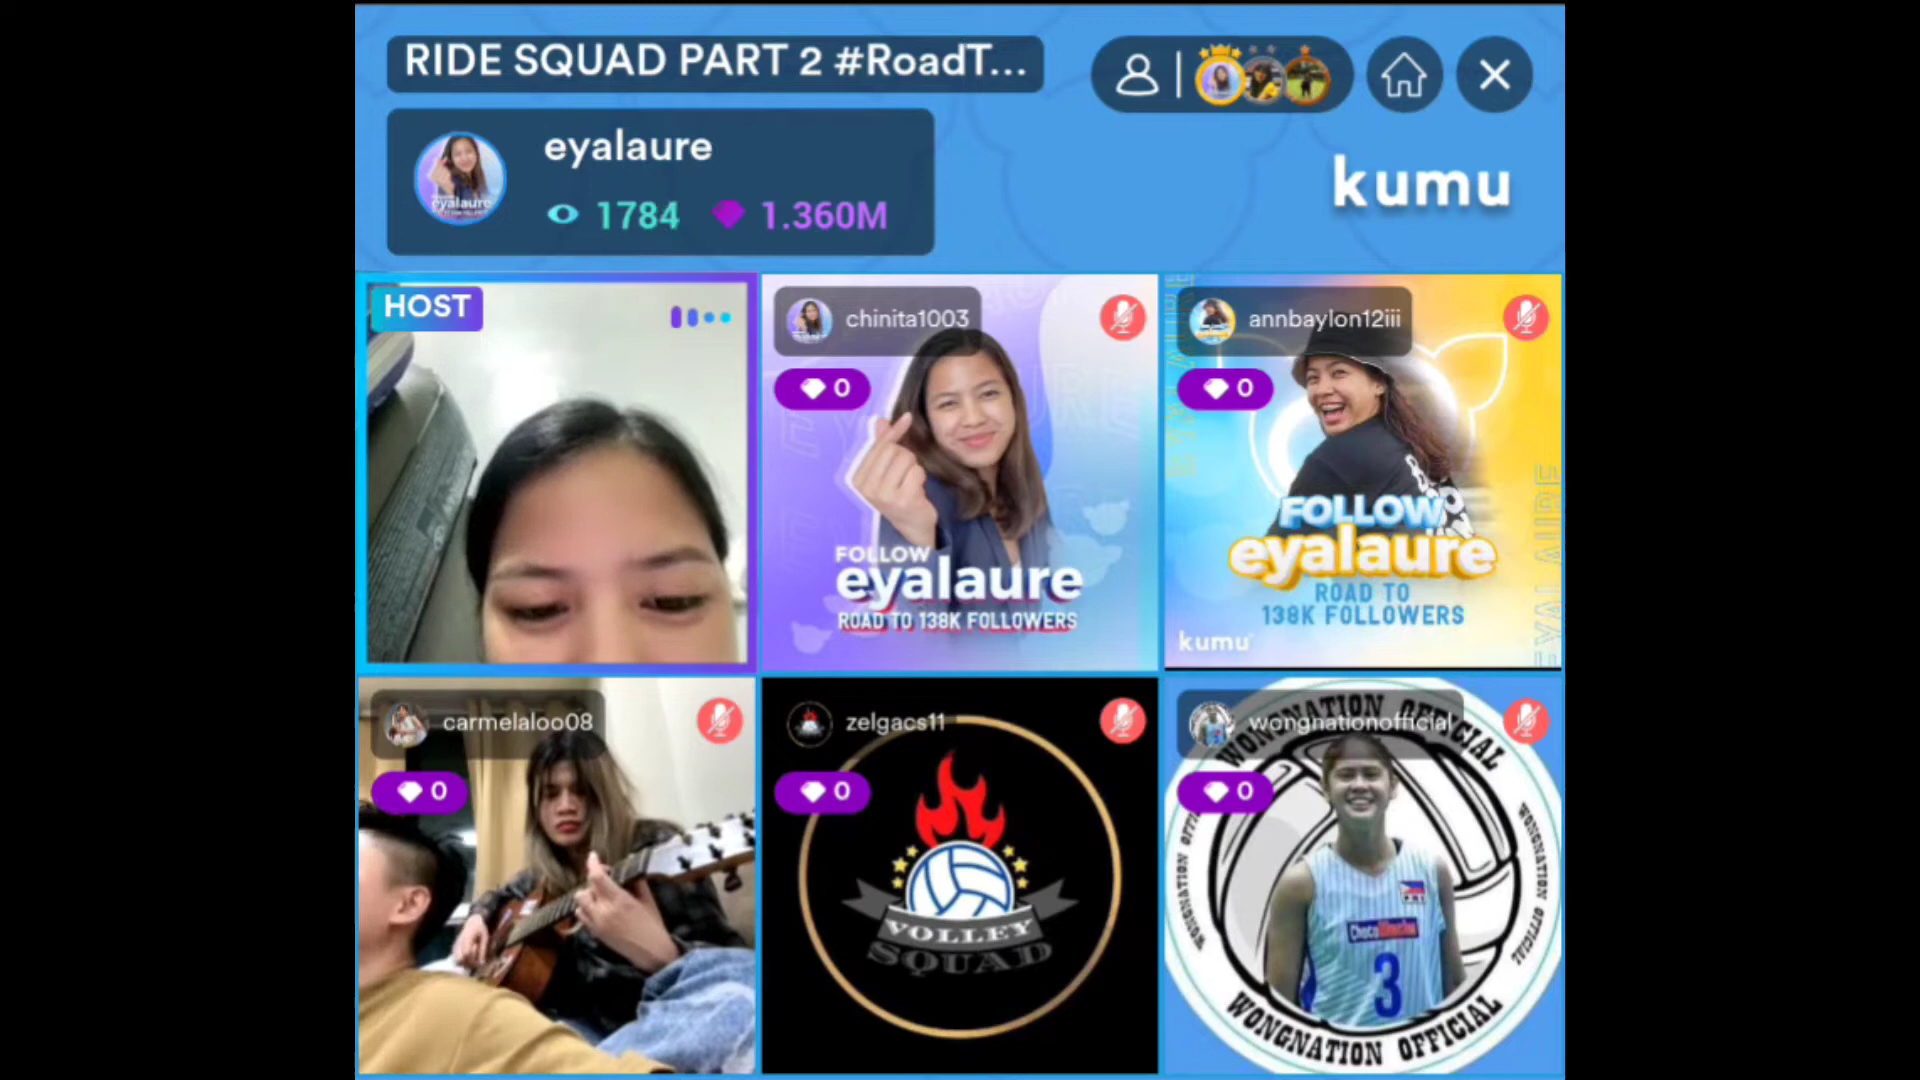 RIDE SQUAD PART 2 #RoadT...
eyalaure
1784 1.360M
kumu
HOST
chinita1003
0
FOLLOW
eyalaure
ROAD TO 138K FOLLOWERS
annbaylon12iii
0
FOLLOW
eyalaure
ROAD TO
138K FOLLOWERS
kumu
EYALAURE
carmelaloo08
0
zelgacs11
0
VOLLEY
SQUAD
wongnationofficial
0
WONGNATION OFFICIAL
3
WONGNATION OFFICIAL